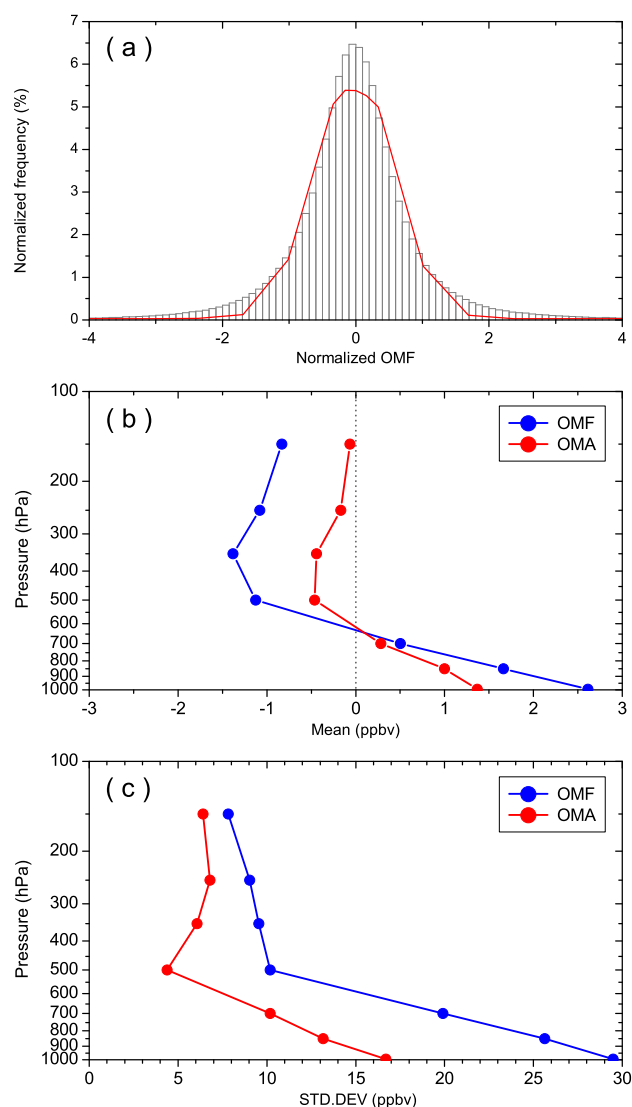 ( a )
Normalized frequency (%)
7
6
5
4
3
2
1
0
-4 -2 0 2 4
Normalized OMF
( b )
OMF
OMA
Pressure (hPa)
100
200
300
400
500
600
700
800
900
1000
-3 -2 -1 0 1 2 3
Mean (ppbv)
( c )
OMF
OMA
Pressure (hPa)
100
200
300
400
500
600
700
800
900
1000
0 5 10 15 20 25 30
STD.DEV (ppbv)